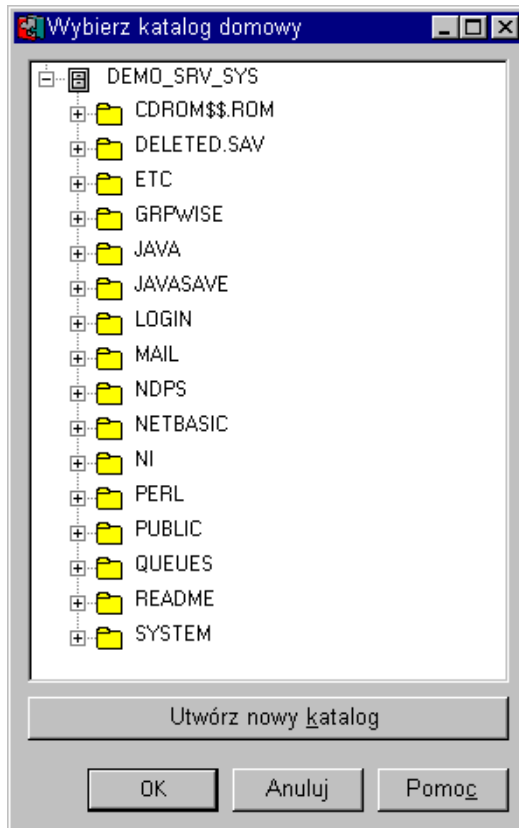 Wybierz katalog domowy
DEMO_SRV_SYS
CDROM$$.ROM
DELETED.SAV
ETC
GRPWISE
JAVA
JAVASAVE
LOGIN
MAIL
NDPS
NETBASIC
NI
PERL
PUBLIC
QUEUES
README
SYSTEM
Utwórz nowy katalog
OK Anuluj Pomoc